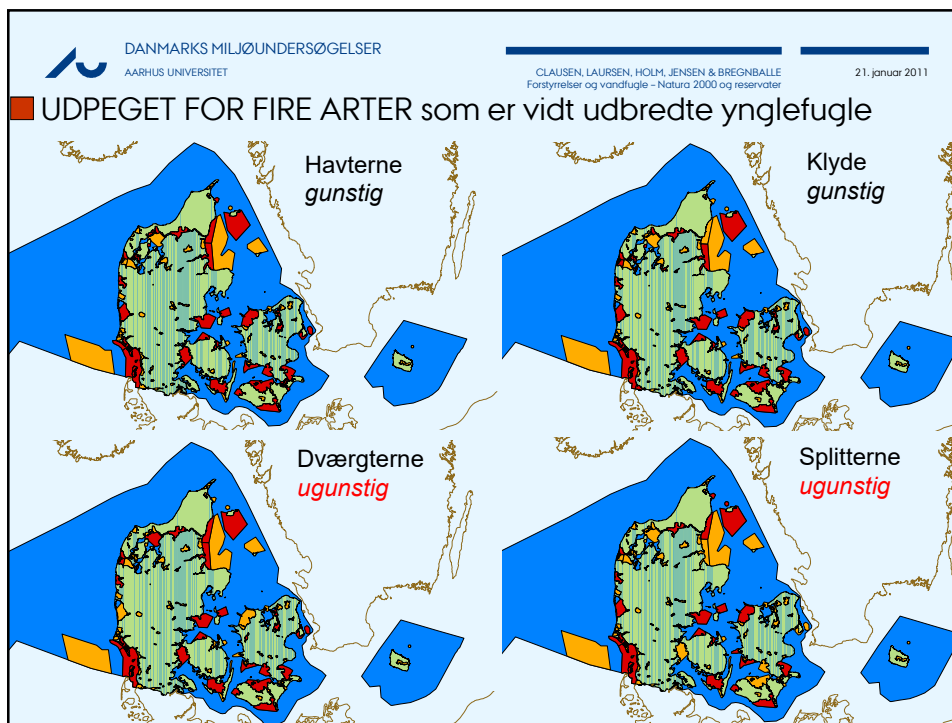 DANMARKS MILJØUNDERSØGELSER
AARHUS UNIVERSITET
CLAUSEN, LAURSEN, HOLM, JENSEN & BREGNBALLE
Forstyrrelser og vandfugle – Natura 2000 og reservater
21. januar 2011
UDPEGET FOR FIRE ARTER som er vidt udbredte ynglefugle
Havterne
gunstig
Klyde
gunstig
Dværgterne
ugunstig
Splitterne
ugunstig